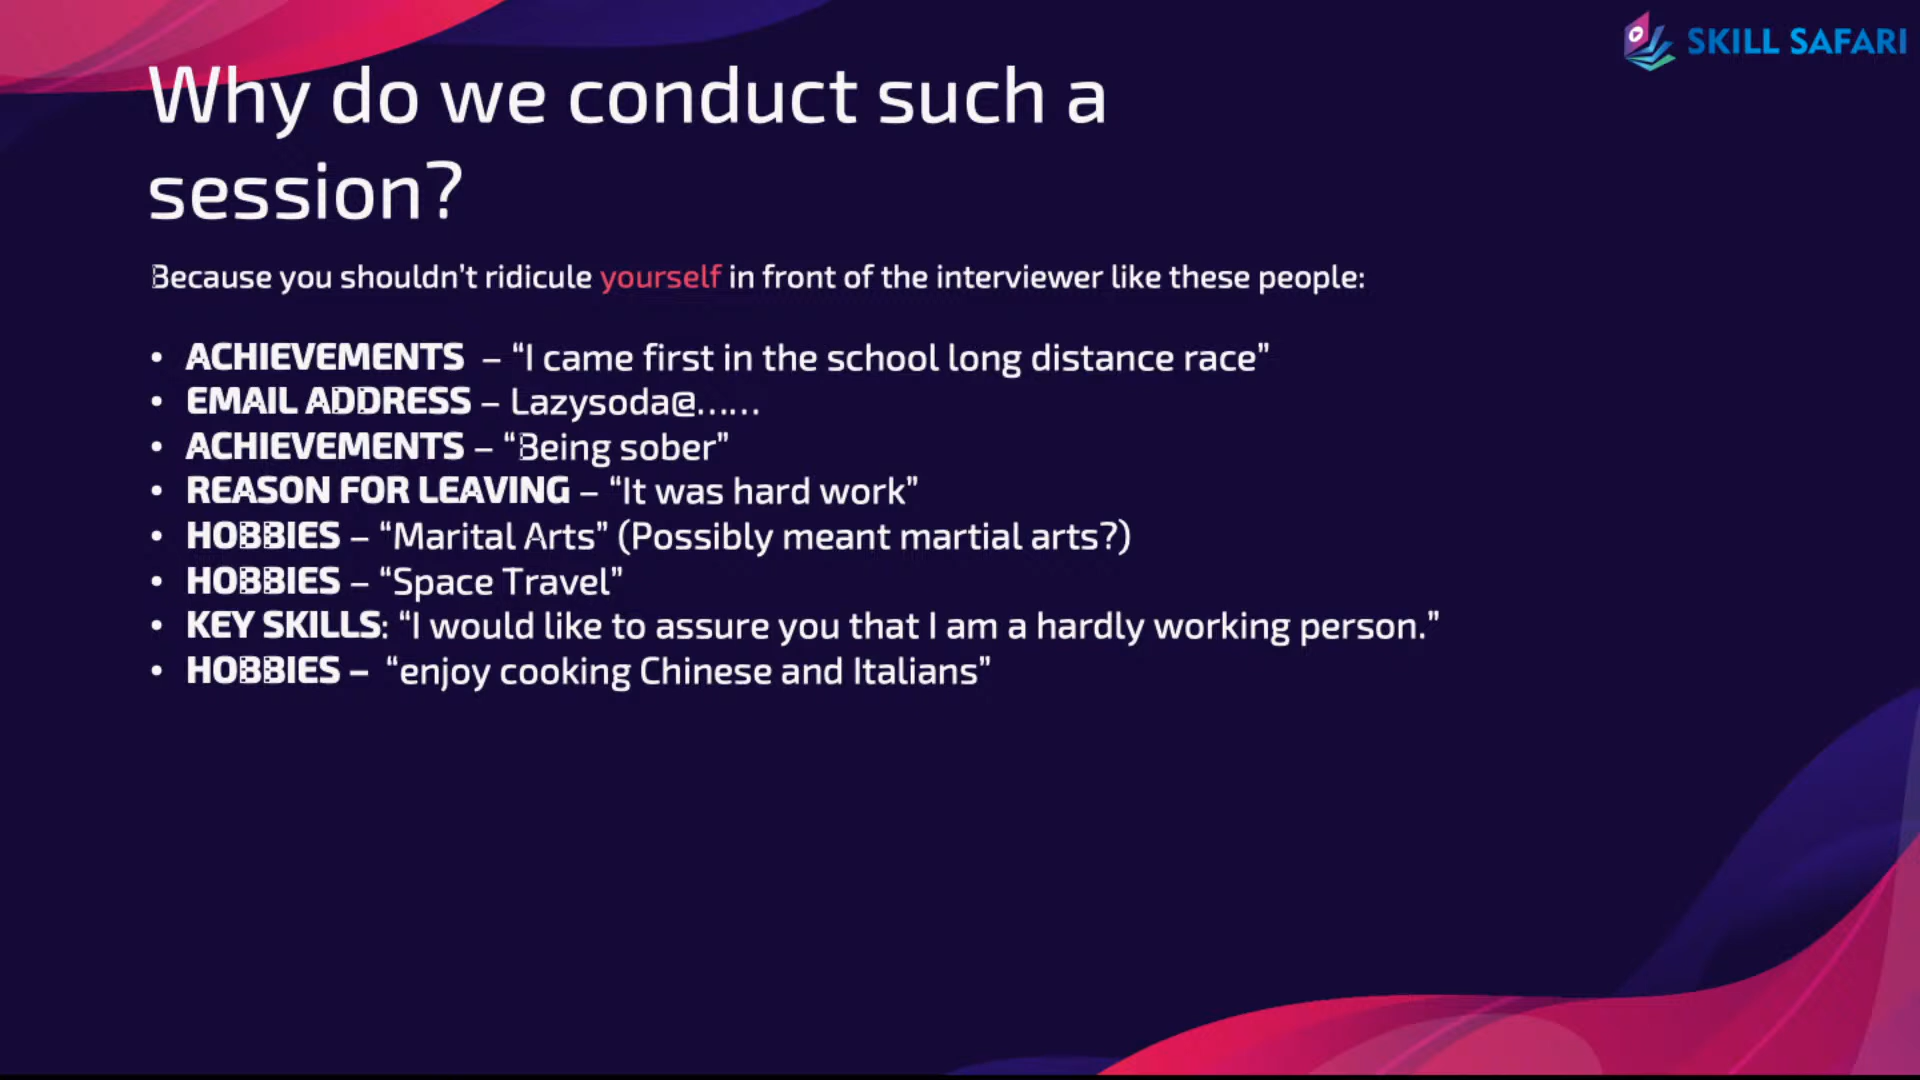 SKILL SAFARI
Why do we conduct such a
session?
Because you shouldn’t ridicule yourself in front of the interviewer like these people:
• ACHIEVEMENTS – “I came first in the school long distance race”
• EMAIL ADDRESS – Lazysoda@……
• ACHIEVEMENTS – “Being sober”
• REASON FOR LEAVING – “It was hard work”
• HOBBIES – “Marital Arts” (Possibly meant martial arts?)
• HOBBIES – “Space Travel”
• KEY SKILLS: “I would like to assure you that I am a hardly working person.”
• HOBBIES – “enjoy cooking Chinese and Italians”